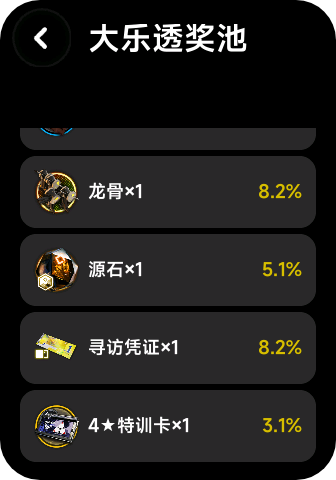 大乐透奖池
龙骨×1 8.2%
源石×1 5.1%
寻访凭证×1 8.2%
4★特训卡×1 3.1%